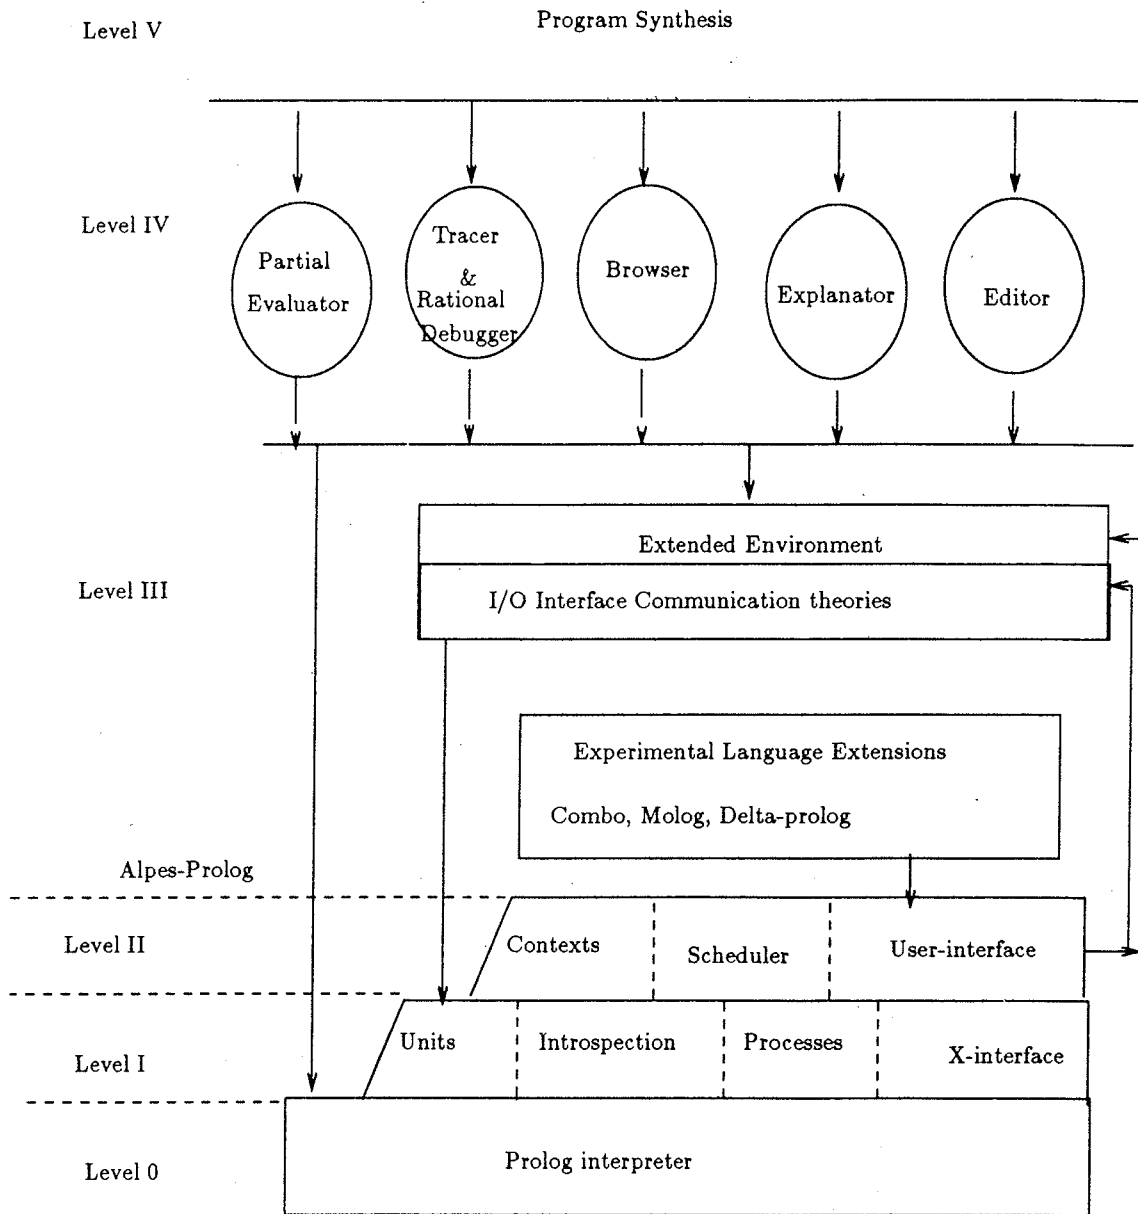 Program Synthesis
Level V
Level IV
Partial
Evaluator
Tracer
&
Rational
Debugger
Browser
Explanator
Editor
Extended Environment
Level III
I/O Interface Communication theories
Experimental Language Extensions
Combo, Molog, Delta-prolog
Alpes-Prolog
Level II
Contexts
Scheduler
User-interface
Level I
Units
Introspection
Processes
X-interface
Level 0
Prolog interpreter